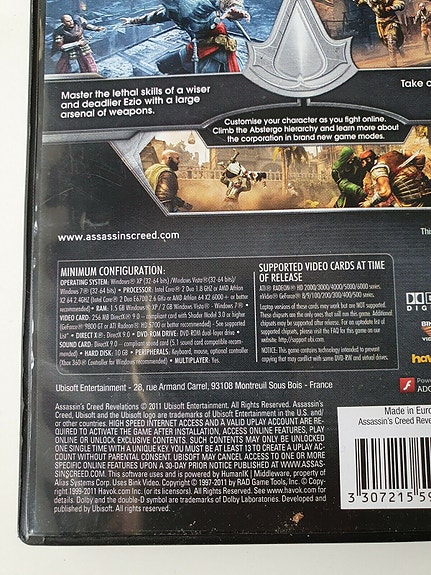 Master the lethal skills of a wiser
and deadlier Ezio with a large
arsenal of weapons.
Take
Customise your character as you fight online.
Climb the Abstergo hierarchy and learn more about
the corporation in brand new game modes.
www.assassinscreed.com
This
MINIMUM CONFIGURATION:
OPERATING SYSTEM: Windows® XP (32-64 bits) /Windows Vista®(32-64 bits)/
Windows 7® (32-64 bits) • PROCESSOR: Intel Core® 2 Duo 1.8 GHZ or AMD Athlon
X2 64 2.4GHZ (Intel Core® 2 Duo E6700 2.6 GHz or AMD Athlon 64 X2 6000+ or better
recommended) • RAM: 1.5 GB Windows® XP / 2 GB Windows Vista® - Windows 7® •
VIDEO CARD: 256 MB DirectX® 9.0 – compliant card with Shader Model 3.0 or higher
(GeForce® 9800 GT or ATI Radeon® HD 5700 or better recommended) - See supported
List* • DIRECT X®: DirectX® 9.0 • DVD-ROM DRIVE: DVD ROM dual-layer drive •
SOUND CARD: DirectX 9.0 – compliant sound card (5.1 sound card compatible recom-
mended) • HARD DISK: 10 GB • PERIPHERALS: Keyboard, mouse, optional controller
(Xbox 360® Controller for Windows recommended) • MULTIPLAYER: Yes.
SUPPORTED VIDEO CARDS AT TIME
OF RELEASE
ATI® RADEON® HD 2000/3000/4000/5000/6000 series.
nVidia® GeForce® 8/9/100/200/300/400/500 series.
Laptop versions of these cards may work but are NOT supported.
These chipsets are the only ones that will run this game. Additional
chipsets may be supported after release. For an up-to-date list of
supported chipsets, please visit the FAQ for this game on our
website: http://support.ubi.com.
NOTICE: This game contains technology intended to prevent
copying that may conflict with some DVD-RW and virtual drives.
Ubisoft Entertainment - 28, rue Armand Carrel, 93108 Montreuil Sous Bois - France
Assassin's Creed Revelations © 2011 Ubisoft Entertainment. All Rights Reserved. Assassin's
Creed, Ubisoft and the Ubisoft logo are trademarks of Ubisoft Entertainment in the U.S. and/
or other countries. HIGH SPEED INTERNET ACCESS AND A VALID UPLAY ACCOUNT ARE RE-
QUIRED TO ACTIVATE THE GAME AFTER INSTALLATION, ACCESS ONLINE FEATURES, PLAY
ONLINE OR UNLOCK EXCLUSIVE CONTENTS. SUCH CONTENTS MAY ONLY BE UNLOCKED
ONE SINGLE TIME WITH A UNIQUE KEY. YOU MUST BE AT LEAST 13 TO CREATE A UPLAY AC-
COUNT WITHOUT PARENTAL CONSENT. UBISOFT MAY CANCEL ACCESS TO ONE OR MORE
SPECIFIC ONLINE FEATURES UPON A 30-DAY PRIOR NOTICE PUBLISHED AT WWW.ASSAS-
SINSCREED.COM. This software uses and is powered by HumanIK ( Middleware, property of
Alias Systems Corp. Uses Bink Video. Copyright © 1997-2011 by RAD Game Tools, Inc. © Copy-
right 1999-2011 Havok.com Inc. (or its licensors). All Rights Reserved. See www.havok.com for
details. Dolby and the double-D symbol are trademarks of Dolby Laboratories. Developed and
published by Ubisoft. All rights reserved.
Made in Euro
Assassin's Creed Reve
3 307215 59